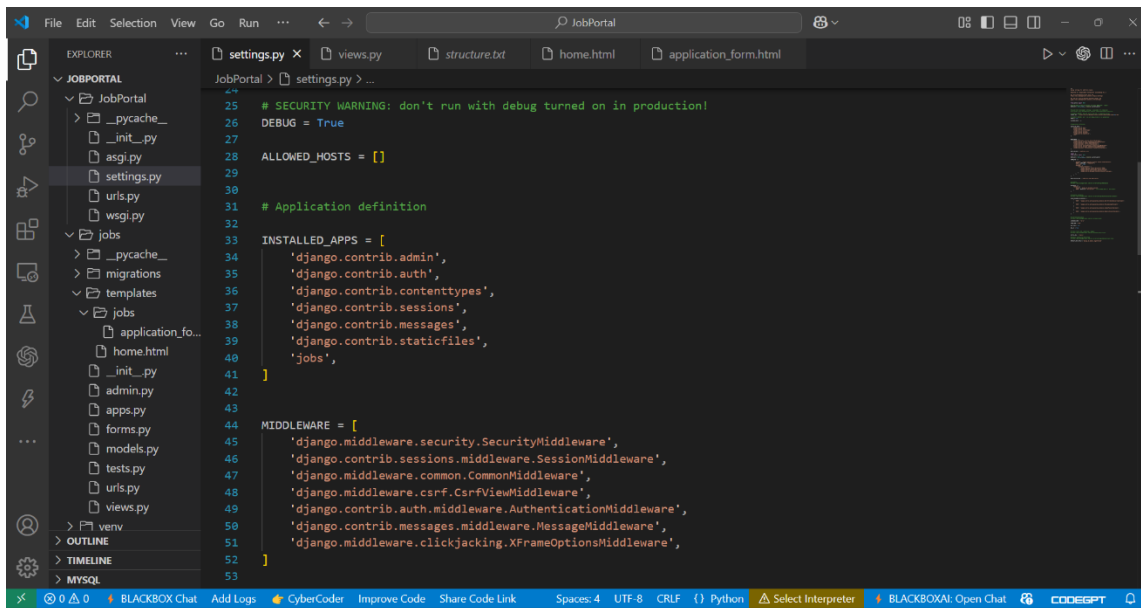 File Edit Selection View Go Run ··· JobPortal
EXPLORER ···
JOBPORTAL
JobPortal
__pycache__
__init__.py
asgi.py
settings.py
urls.py
wsgi.py
jobs
__pycache__
migrations
templates
jobs
application_fo...
home.html
__init__.py
admin.py
apps.py
forms.py
models.py
tests.py
urls.py
views.py
venv
OUTLINE
TIMELINE
MYSQL
settings.py views.py structure.txt home.html application_form.html
JobPortal > settings.py > ...
24
25 # SECURITY WARNING: don't run with debug turned on in production!
26 DEBUG = True
27
28 ALLOWED_HOSTS = []
29
30
31 # Application definition
32
33 INSTALLED_APPS = [
34 'django.contrib.admin',
35 'django.contrib.auth',
36 'django.contrib.contenttypes',
37 'django.contrib.sessions',
38 'django.contrib.messages',
39 'django.contrib.staticfiles',
40 'jobs',
41 ]
42
43
44 MIDDLEWARE = [
45 'django.middleware.security.SecurityMiddleware',
46 'django.contrib.sessions.middleware.SessionMiddleware',
47 'django.middleware.common.CommonMiddleware',
48 'django.middleware.csrf.CsrfViewMiddleware',
49 'django.contrib.auth.middleware.AuthenticationMiddleware',
50 'django.contrib.messages.middleware.MessageMiddleware',
51 'django.middleware.clickjacking.XFrameOptionsMiddleware',
52 ]
53
0 0 BLACKBOX Chat Add Logs CyberCoder Improve Code Share Code Link Spaces: 4 UTF-8 CRLF {} Python Select Interpreter BLACKBOXAI: Open Chat CODEGPT